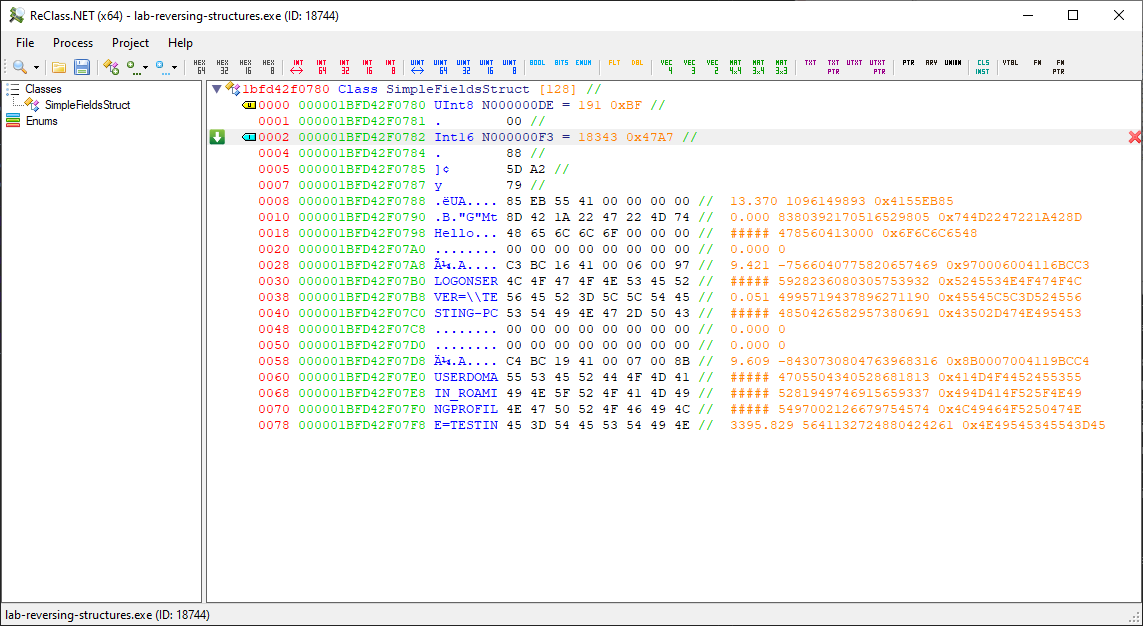 ReClass.NET (x64) - lab-reversing-structures.exe (ID: 18744)
File Process Project Help
HEX 64 HEX 32 HEX 16 HEX 8 INT INT 64 INT 32 INT 16 INT 8 UINT UINT 64 UINT 32 UINT 16 UINT 8 BOOL BITS ENUM FLT DBL VEC 4 VEC 3 VEC 2 MAT 4x4 MAT 3x4 MAT 3x3 TXT TXT PTR UTXT UTXT PTR PTR ARY UNION CLS INST VTBL FN FN PTR
Classes
SimpleFieldsStruct
Enums
1bfd42f0780 Class SimpleFieldsStruct [128] //
U 0000 000001BFD42F0780 UInt8 N000000DE = 191 0xBF //
0001 000001BFD42F0781 . 00 //
I 0002 000001BFD42F0782 Int16 N000000F3 = 18343 0x47A7 //
0004 000001BFD42F0784 . 88 //
0005 000001BFD42F0785 ]¢ 5D A2 //
0007 000001BFD42F0787 y 79 //
0008 000001BFD42F0788 .ëUA.... 85 EB 55 41 00 00 00 00 // 13.370 1096149893 0x4155EB85
0010 000001BFD42F0790 .B."G"Mt 8D 42 1A 22 47 22 4D 74 // 0.000 8380392170516529805 0x744D2247221A428D
0018 000001BFD42F0798 Hello... 48 65 6C 6C 6F 00 00 00 // ##### 478560413000 0x6F6C6C6548
0020 000001BFD42F07A0 ........ 00 00 00 00 00 00 00 00 // 0.000 0
0028 000001BFD42F07A8 Ã¼.A.... C3 BC 16 41 00 06 00 97 // 9.421 -7566040775820657469 0x970006004116BCC3
0030 000001BFD42F07B0 LOGONSER 4C 4F 47 4F 4E 53 45 52 // ##### 5928236080305753932 0x5245534E4F474F4C
0038 000001BFD42F07B8 VER=\\TE 56 45 52 3D 5C 5C 54 45 // 0.051 4995719437896271190 0x45545C5C3D524556
0040 000001BFD42F07C0 STING-PC 53 54 49 4E 47 2D 50 43 // ##### 4850426582957380691 0x43502D474E495453
0048 000001BFD42F07C8 ........ 00 00 00 00 00 00 00 00 // 0.000 0
0050 000001BFD42F07D0 ........ 00 00 00 00 00 00 00 00 // 0.000 0
0058 000001BFD42F07D8 Ä¼.A.... C4 BC 19 41 00 07 00 8B // 9.609 -8430730804763968316 0x8B0007004119BCC4
0060 000001BFD42F07E0 USERDOMA 55 53 45 52 44 4F 4D 41 // ##### 4705504340528681813 0x414D4F4452455355
0068 000001BFD42F07E8 IN_ROAMI 49 4E 5F 52 4F 41 4D 49 // ##### 5281949746915659337 0x494D414F525F4E49
0070 000001BFD42F07F0 NGPROFIL 4E 47 50 52 4F 46 49 4C // ##### 5497002126679754574 0x4C49464F5250474E
0078 000001BFD42F07F8 E=TESTIN 45 3D 54 45 53 54 49 4E // 3395.829 5641132724880424261 0x4E49545345543D45
lab-reversing-structures.exe (ID: 18744)